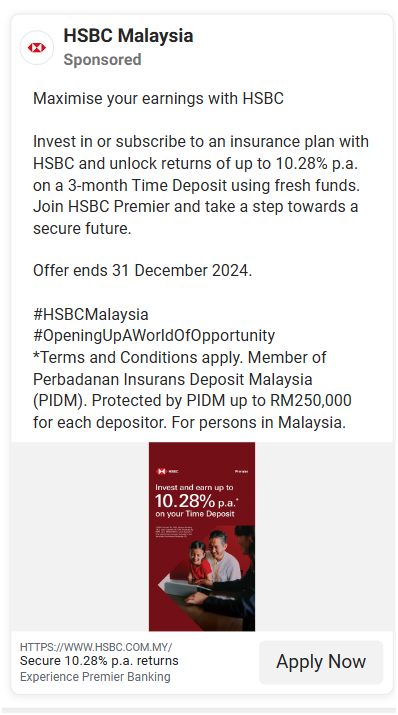 HSBC Malaysia
Sponsored
Maximise your earnings with HSBC
Invest in or subscribe to an insurance plan with
HSBC and unlock returns of up to 10.28% p.a.
on a 3-month Time Deposit using fresh funds.
Join HSBC Premier and take a step towards a
secure future.
Offer ends 31 December 2024.
#HSBCMalaysia
#OpeningUpAWorldOfOpportunity
*Terms and Conditions apply. Member of
Perbadanan Insurans Deposit Malaysia
(PIDM). Protected by PIDM up to RM250,000
for each depositor. For persons in Malaysia.
HSBC Premier
Invest and earn up to
10.28% p.a.*
on your Time Deposit
HTTPS://WWW.HSBC.COM.MY/
Secure 10.28% p.a. returns
Experience Premier Banking
Apply Now